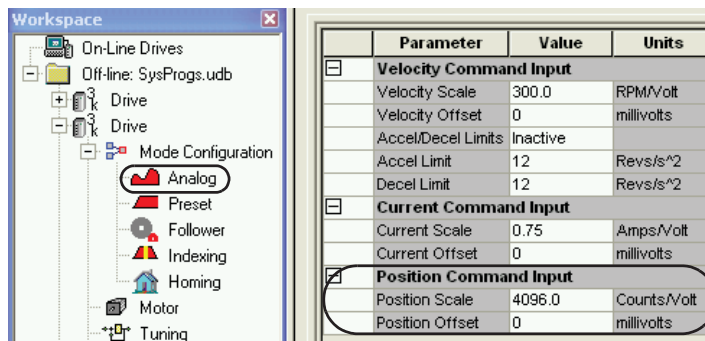 Workspace
On-Line Drives
Off-line: SysProgs.udb
3k Drive
3k Drive
Mode Configuration
Analog
Preset
Follower
Indexing
Homing
Motor
Tuning
Parameter Value Units
Velocity Command Input
Velocity Scale 300.0 RPM/Volt
Velocity Offset 0 millivolts
Accel/Decel Limits Inactive
Accel Limit 12 Revs/s^2
Decel Limit 12 Revs/s^2
Current Command Input
Current Scale 0.75 Amps/Volt
Current Offset 0 millivolts
Position Command Input
Position Scale 4096.0 Counts/Volt
Position Offset 0 millivolts